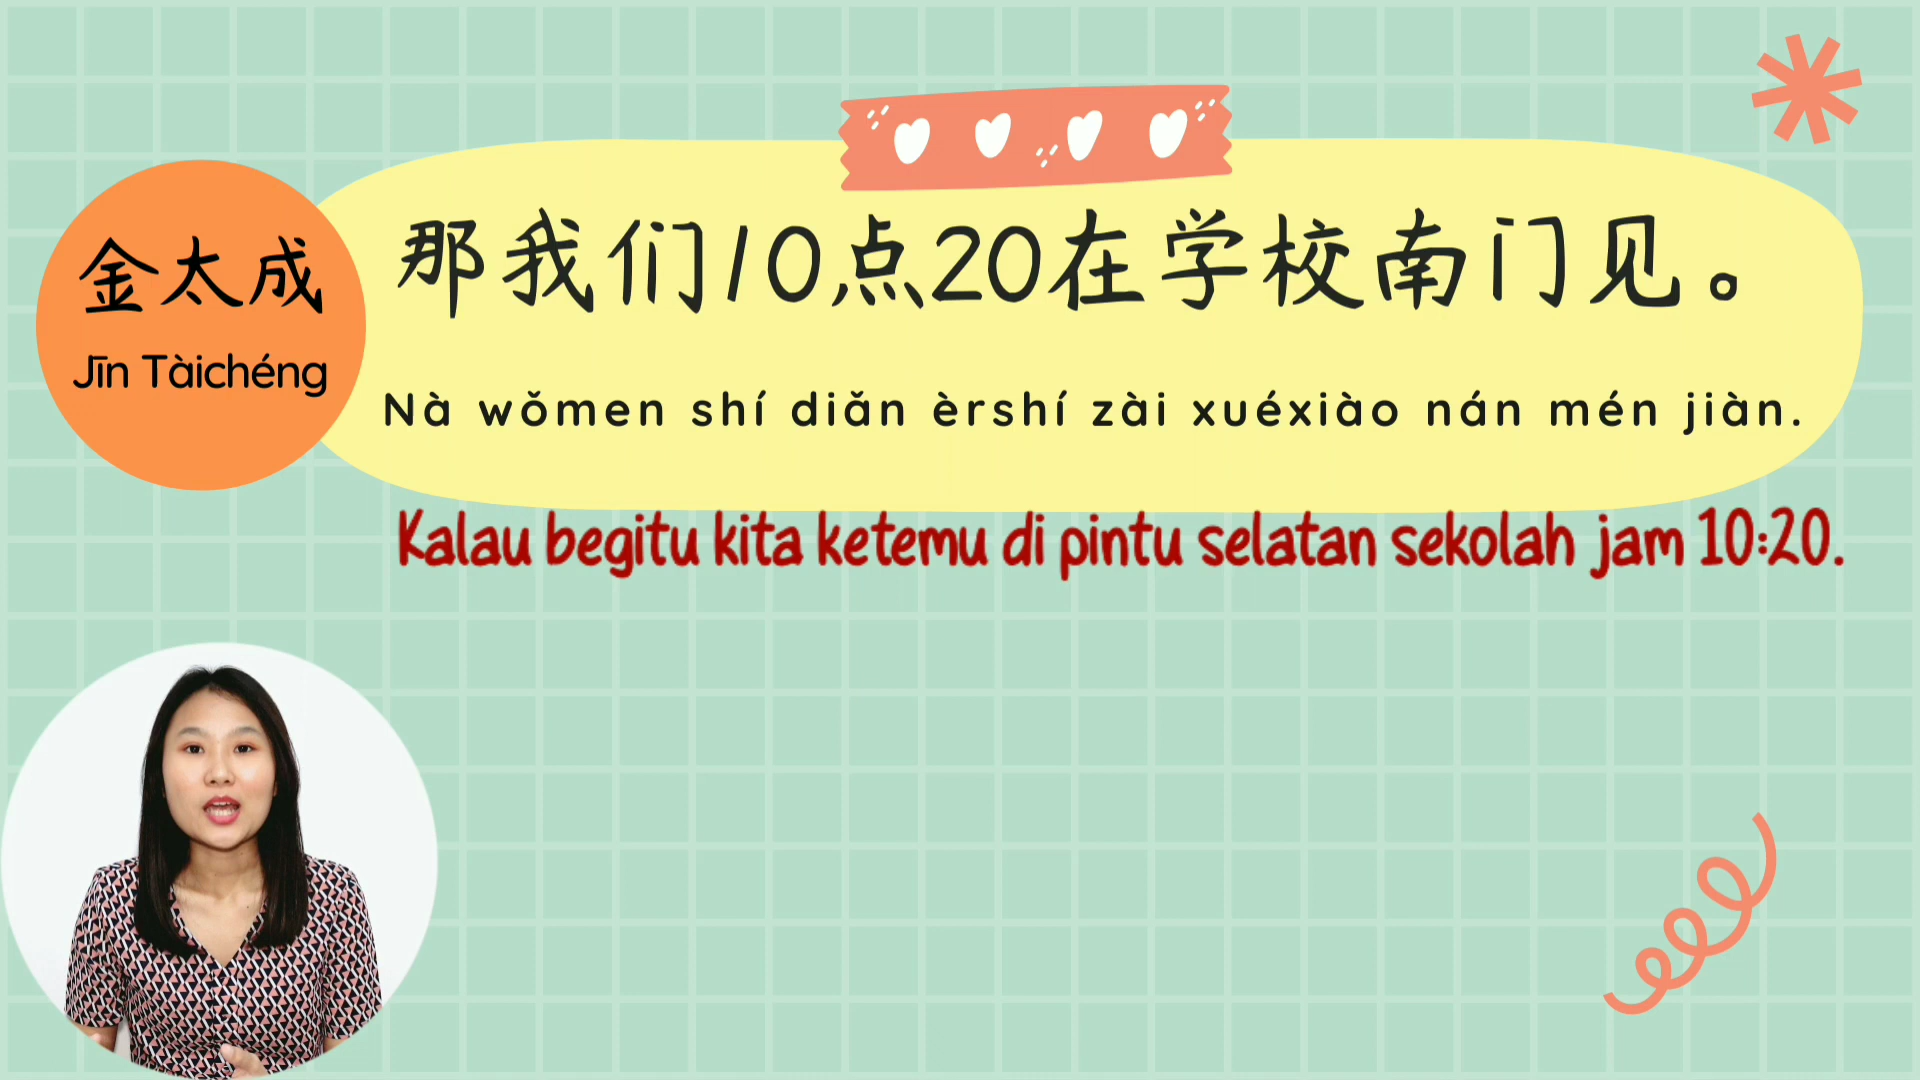 金太成
Jīn Tàichéng
那我们10点20在学校南门见。
Nà wǒmen shí diǎn èrshí zài xuéxiào nán mén jiàn.
Kalau begitu kita ketemu di pintu selatan sekolah jam 10:20.